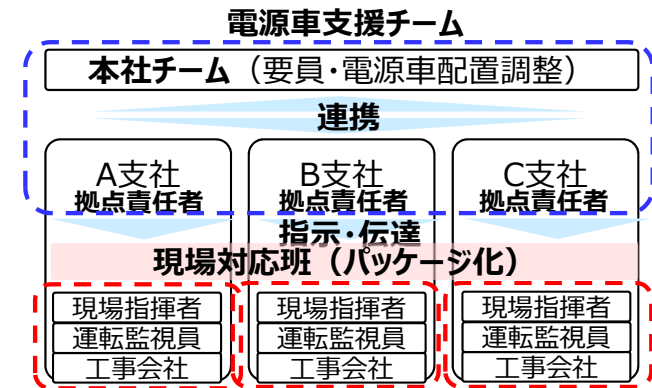 電源車支援チーム
本社チーム（要員・電源車配置調整）
連携
A支社 B支社 C支社
拠点責任者 拠点責任者 拠点責任者
指示・伝達
現場対応班（パッケージ化）
現場指揮者 現場指揮者 現場指揮者
運転監視員 運転監視員 運転監視員
工事会社 工事会社 工事会社